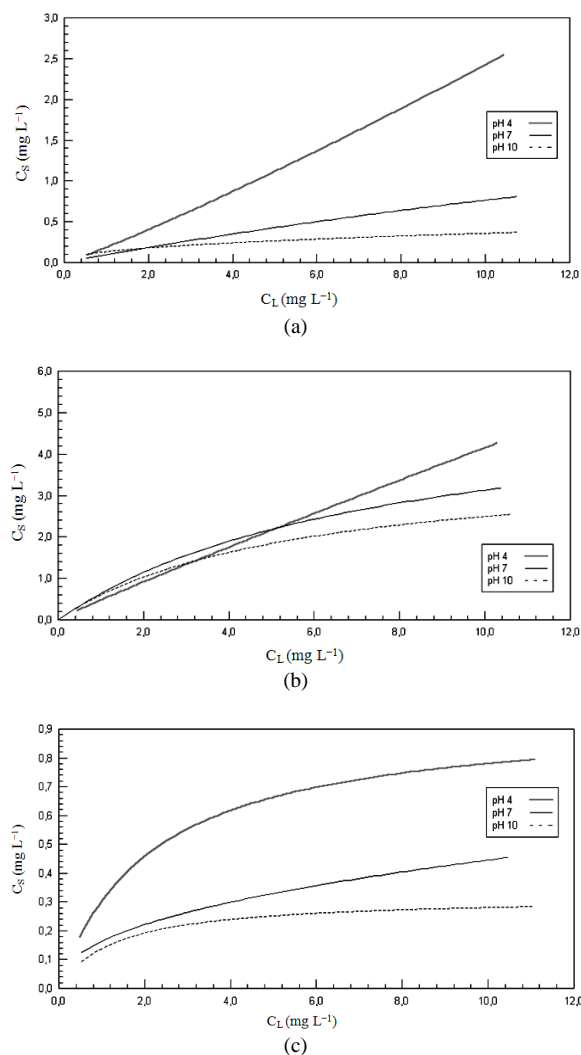 3,0
2,5
2,0
1,5
1,0
0,5
0,0
C_S (mg L⁻¹)
pH 4
pH 7
pH 10
0,0 2,0 4,0 6,0 8,0 10,0 12,0
C_L (mg L⁻¹)
(a)
6,0
5,0
4,0
3,0
2,0
1,0
0,0
C_S (mg L⁻¹)
pH 4
pH 7
pH 10
0,0 2,0 4,0 6,0 8,0 10,0 12,0
C_L (mg L⁻¹)
(b)
0,9
0,8
0,7
0,6
0,5
0,4
0,3
0,2
0,1
0,0
C_S (mg L⁻¹)
pH 4
pH 7
pH 10
0,0 2,0 4,0 6,0 8,0 10,0 12,0
C_L (mg L⁻¹)
(c)